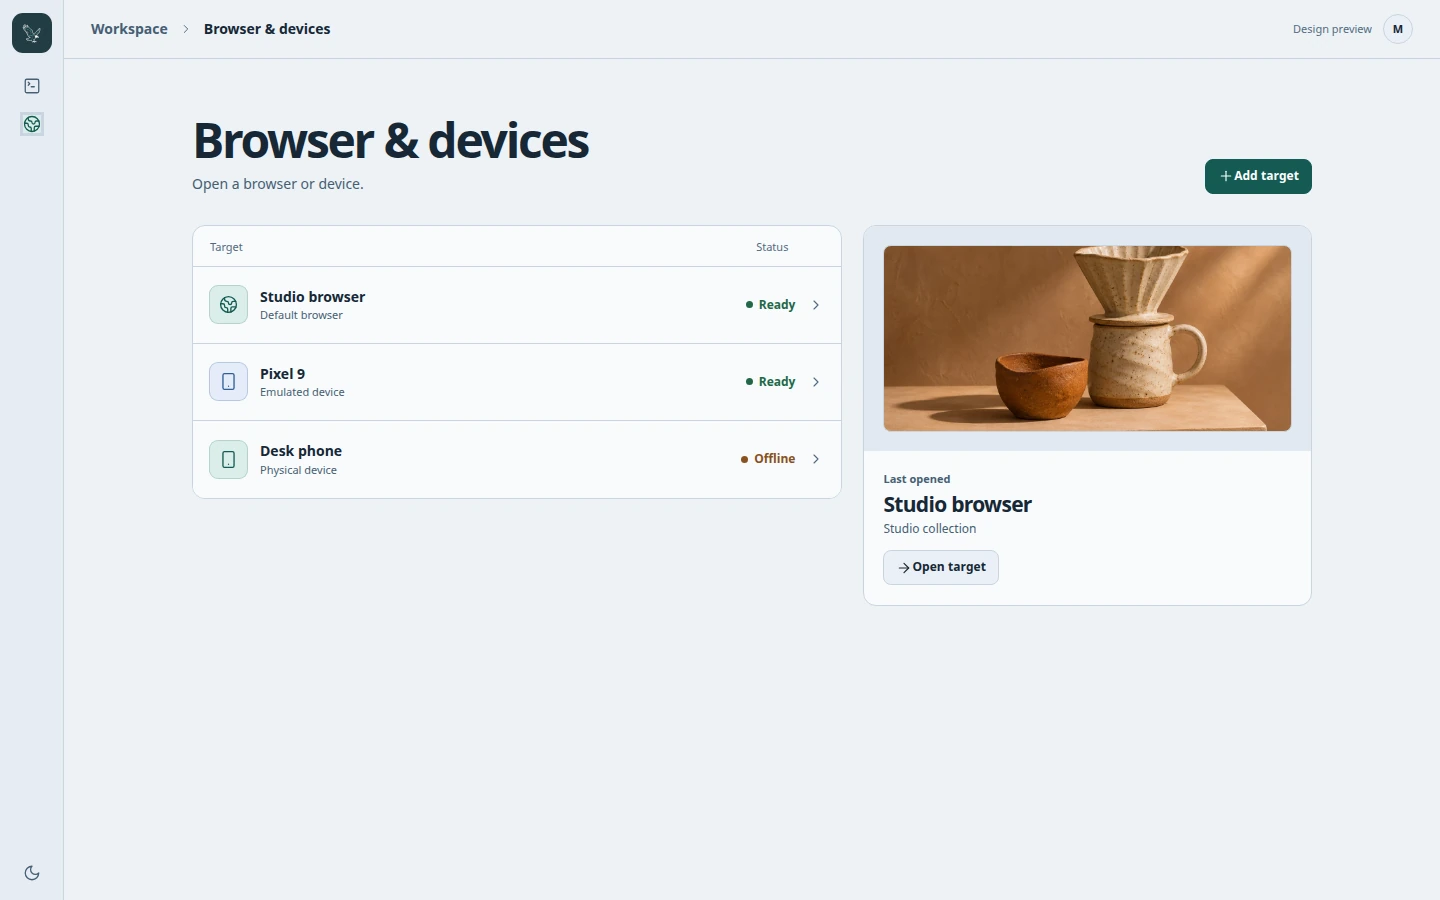 Workspace
Browser & devices
Design preview
M
Browser & devices
Open a browser or device.
Add target
Target
Status
Studio browser
Default browser
Ready
Pixel 9
Emulated device
Ready
Desk phone
Physical device
Offline
Last opened
Studio browser
Studio collection
Open target